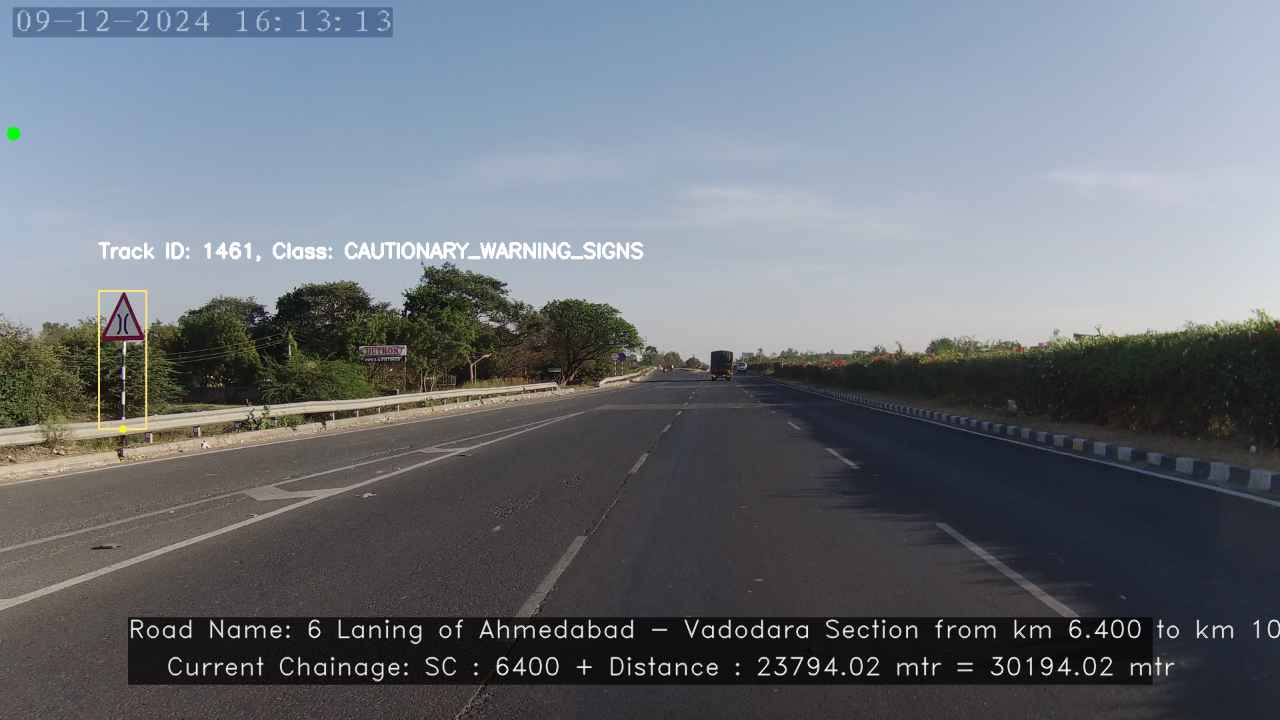 09-12-2024 16:13:13
Track ID: 1461, Class: CAUTIONARY_WARNING_SIGNS
Road Name: 6 Laning of Ahmedabad - Vadodara Section from km 6.400 to km 10
Current Chainage: SC : 6400 + Distance : 23794.02 mtr = 30194.02 mtr